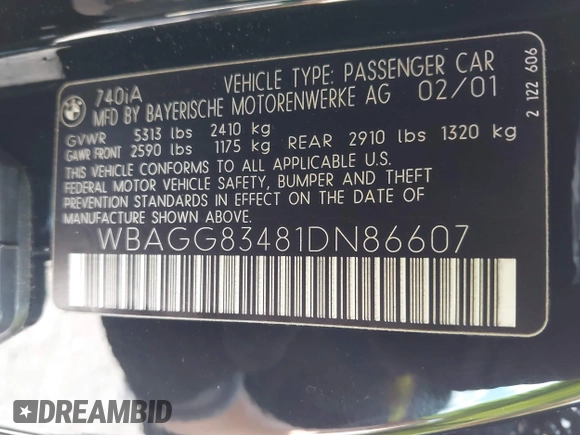 740iA VEHICLE TYPE: PASSENGER CAR
MFD BY BAYERISCHE MOTORENWERKE AG 02/01
GVWR 5313 lbs 2410 kg
GAWR FRONT 2590 lbs 1175 kg REAR 2910 lbs 1320 kg
THIS VEHICLE CONFORMS TO ALL APPLICABLE U.S.
FEDERAL MOTOR VEHICLE SAFETY, BUMPER AND THEFT
PREVENTION STANDARDS IN EFFECT ON THE DATE OF
MANUFACTURE SHOWN ABOVE.
WBAGG83481DN86607
2 122 606
DREAMBID